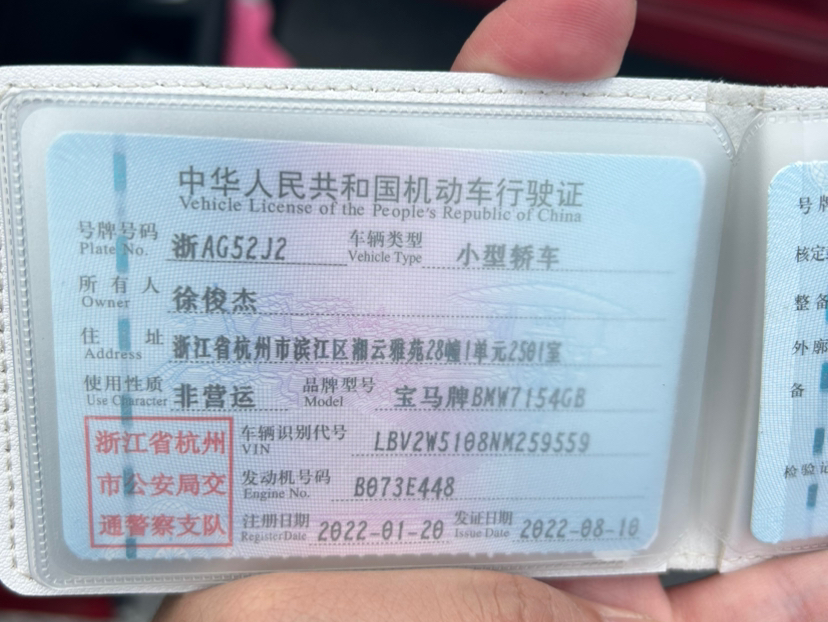 中华人民共和国机动车行驶证
Vehicle License of the People's Republic of China
号牌号码 浙AG52J2 车辆类型 小型轿车
Plate No. Vehicle Type
所有人 徐俊杰
Owner
住址 浙江省杭州市滨江区湘云雅苑28幢1单元2501室
Address
使用性质 非营运 品牌型号 宝马牌BMW7154GB
Use Character Model
浙江省杭州
市公安局交
通警察支队
车辆识别代号 LBV2W5108NM259559
VIN
发动机号码 B073E448
Engine No.
注册日期 2022-01-20 发证日期 2022-08-10
Register Date Issue Date
号牌
核定
整备
外廓
备
检验记